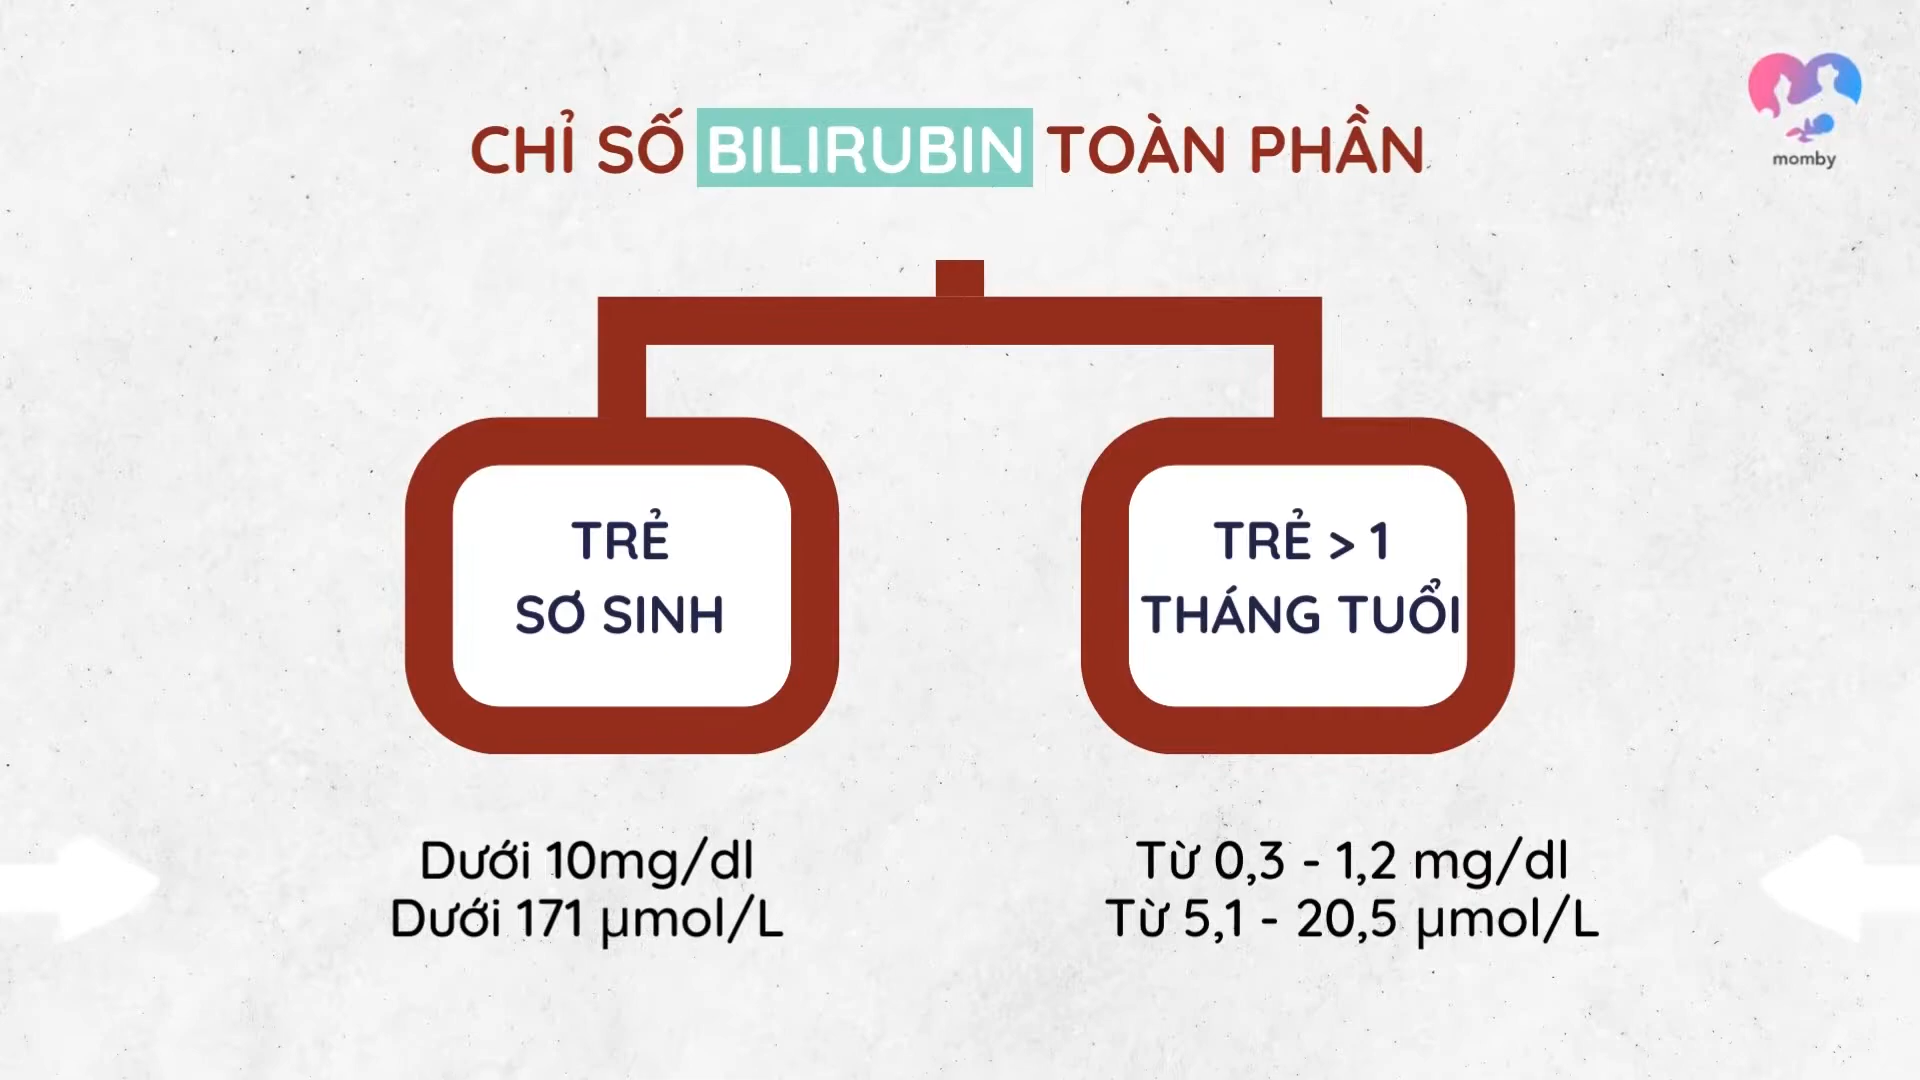 CHỈ SỐ BILIRUBIN TOÀN PHẦN
momby
TRẺ
SƠ SINH
TRẺ > 1
THÁNG TUỔI
Dưới 10mg/dl
Dưới 171 µmol/L
Từ 0,3 - 1,2 mg/dl
Từ 5,1 - 20,5 µmol/L